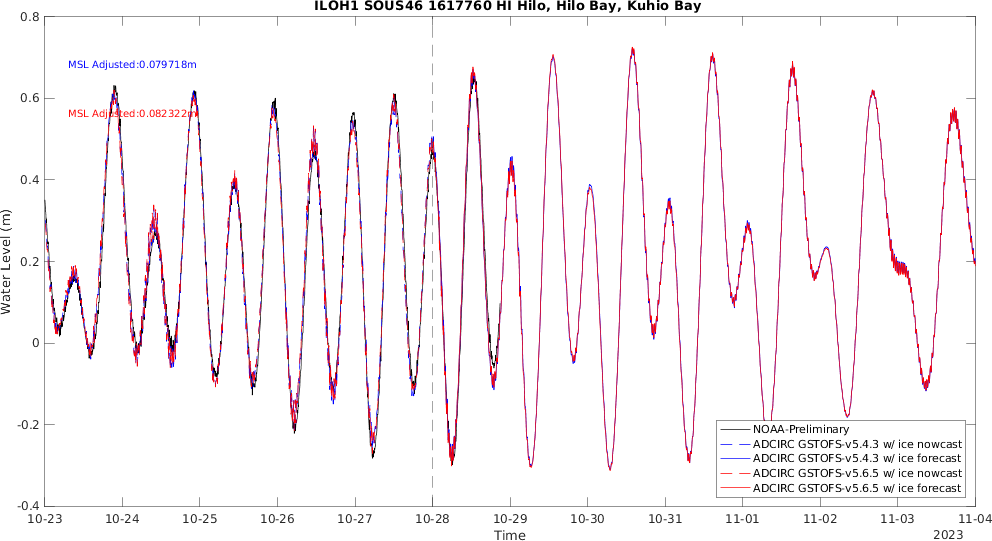 ILOH1 SOUS46 1617760 HI Hilo, Hilo Bay, Kuhio Bay
0.8
0.6
0.4
0.2
0
-0.2
-0.4
Water Level (m)
MSL Adjusted:0.079718m
MSL Adjusted:0.082322m
NOAA-Preliminary
ADCIRC GSTOFS-v5.4.3 w/ ice nowcast
ADCIRC GSTOFS-v5.4.3 w/ ice forecast
ADCIRC GSTOFS-v5.6.5 w/ ice nowcast
ADCIRC GSTOFS-v5.6.5 w/ ice forecast
10-23 10-24 10-25 10-26 10-27 10-28 10-29 10-30 10-31 11-01 11-02 11-03 11-04
Time
2023